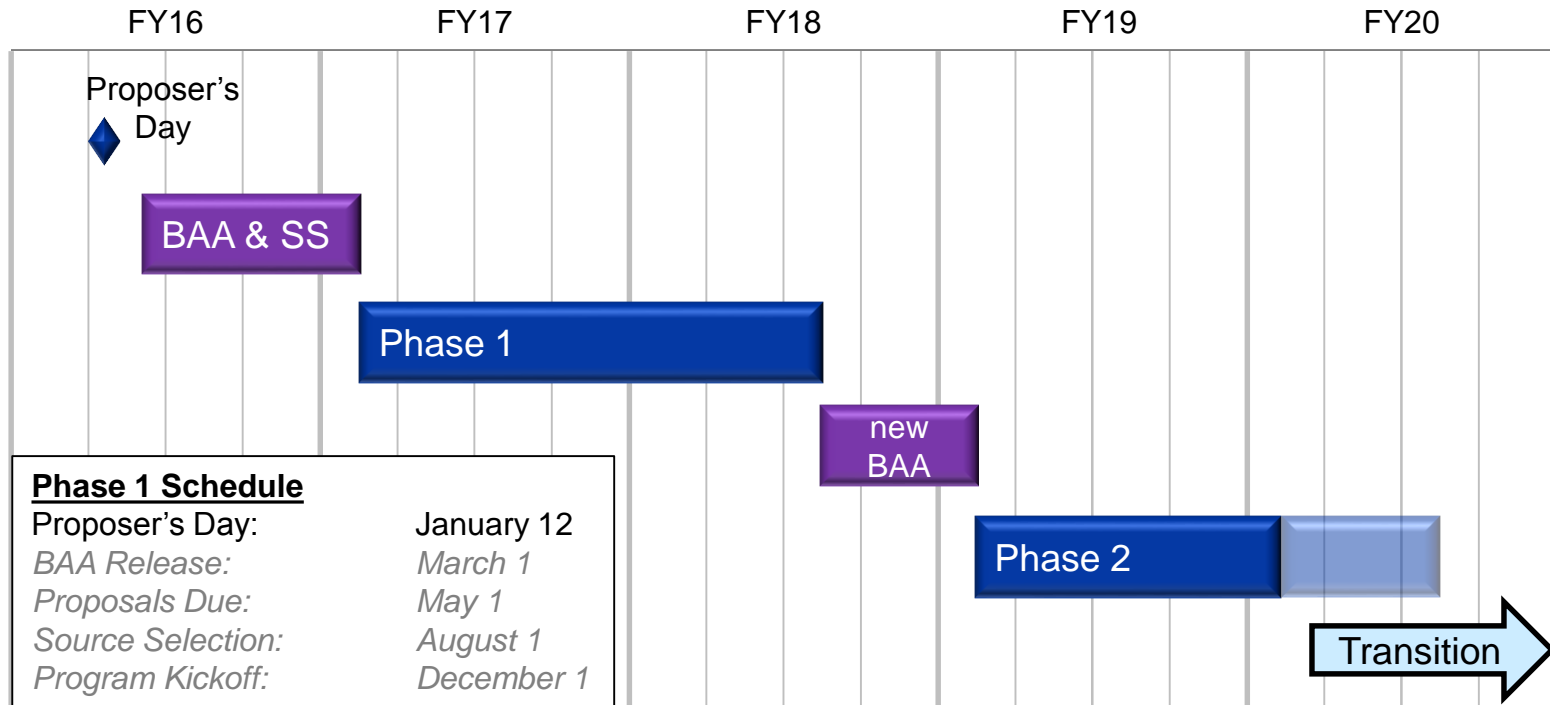 FY16 FY17 FY18 FY19 FY20
Proposer’s
Day
BAA & SS
Phase 1
new
BAA
Phase 2
Transition
Phase 1 Schedule
Proposer’s Day: January 12
BAA Release: March 1
Proposals Due: May 1
Source Selection: August 1
Program Kickoff: December 1